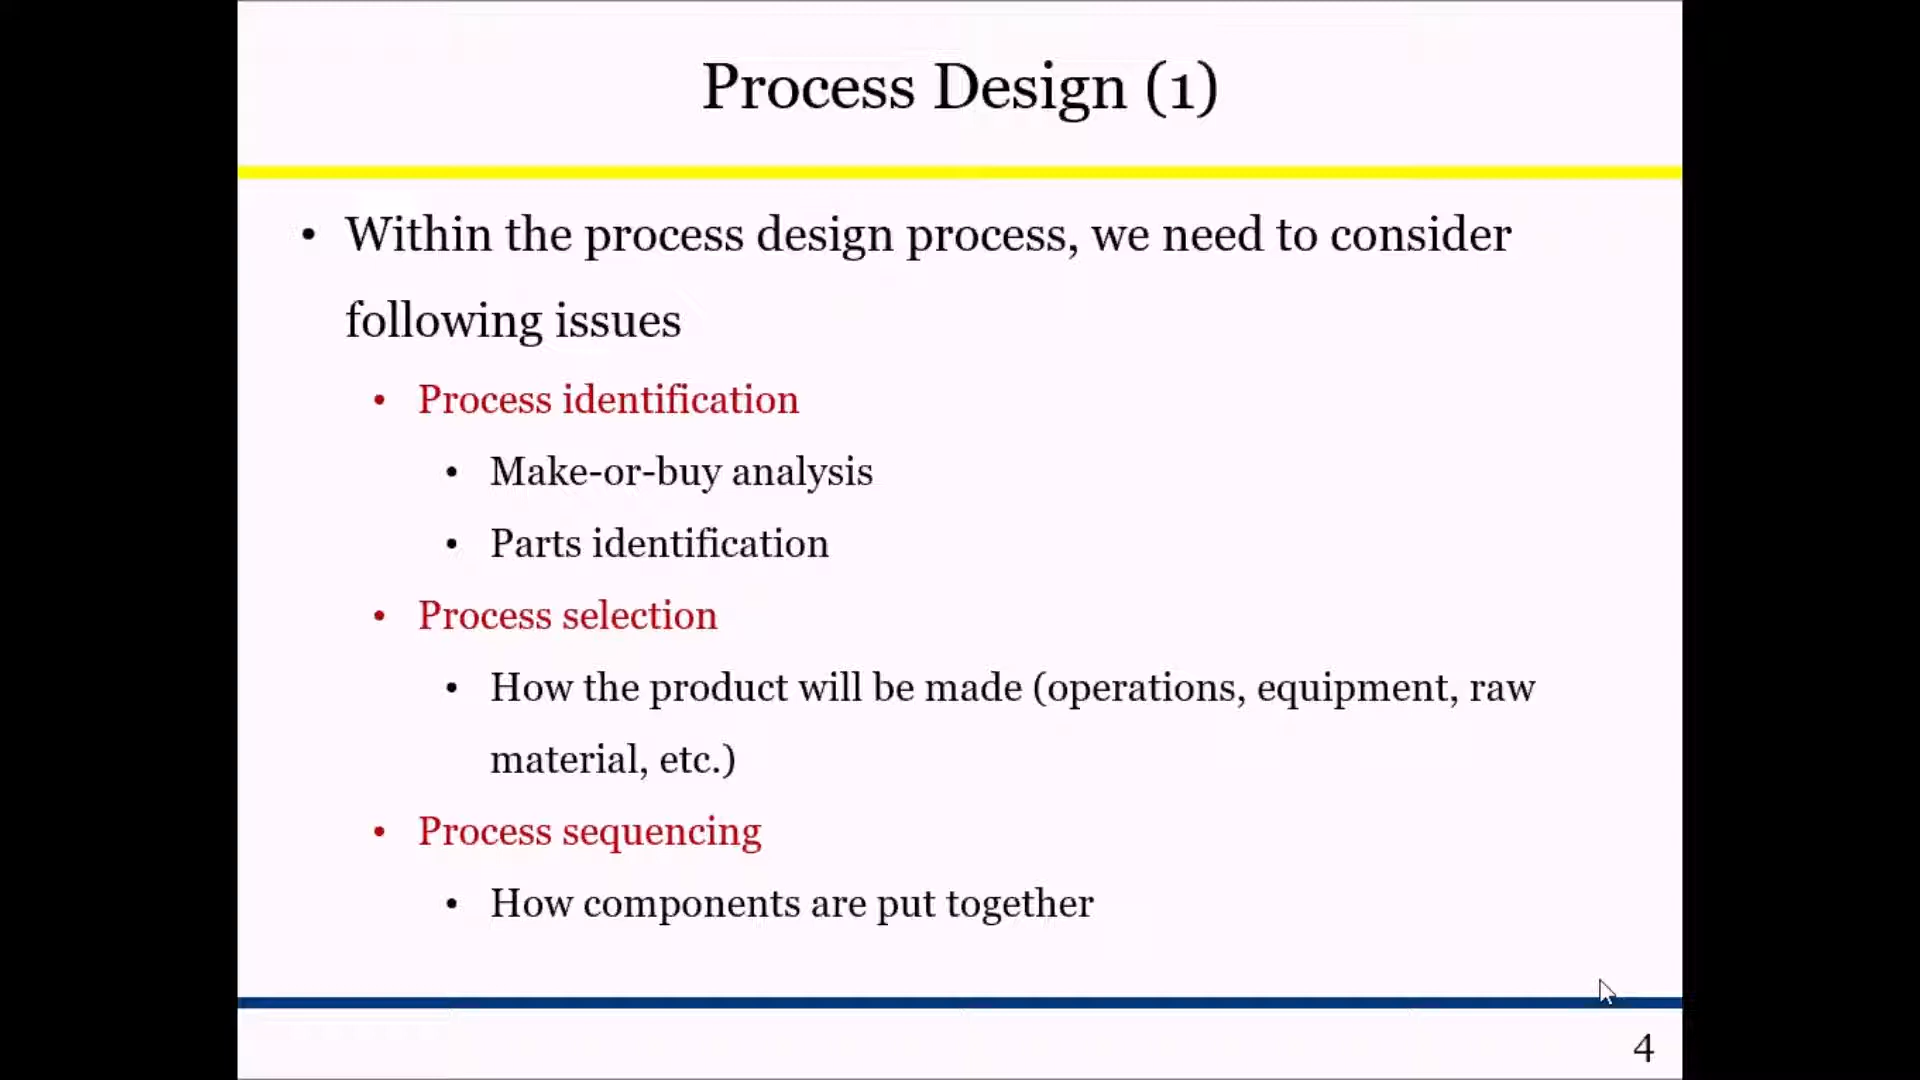 Process Design (1)
• Within the process design process, we need to consider
following issues
• Process identification
• Make-or-buy analysis
• Parts identification
• Process selection
• How the product will be made (operations, equipment, raw
material, etc.)
• Process sequencing
• How components are put together
4